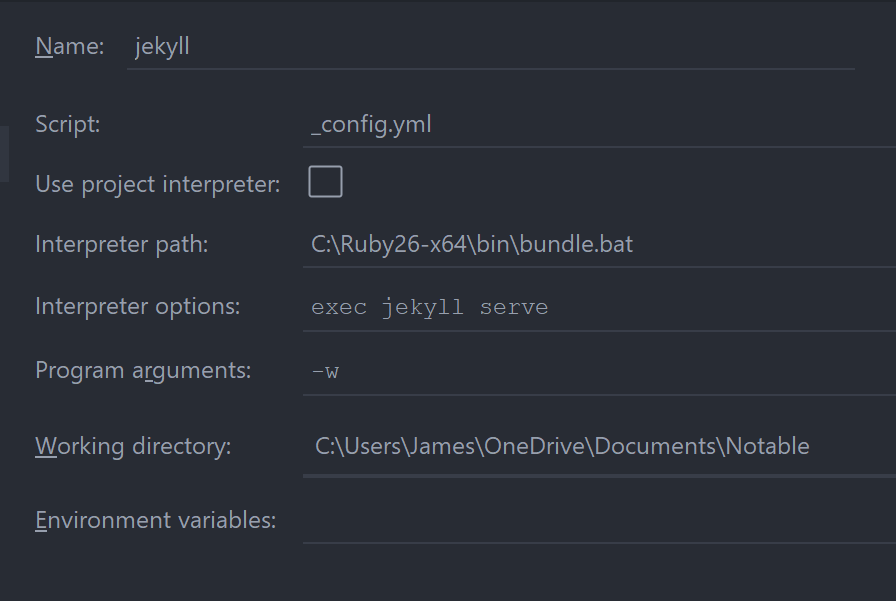 Name: jekyll
Script: _config.yml
Use project interpreter:
Interpreter path: C:\Ruby26-x64\bin\bundle.bat
Interpreter options: exec jekyll serve
Program arguments: -w
Working directory: C:\Users\James\OneDrive\Documents\Notable
Environment variables: